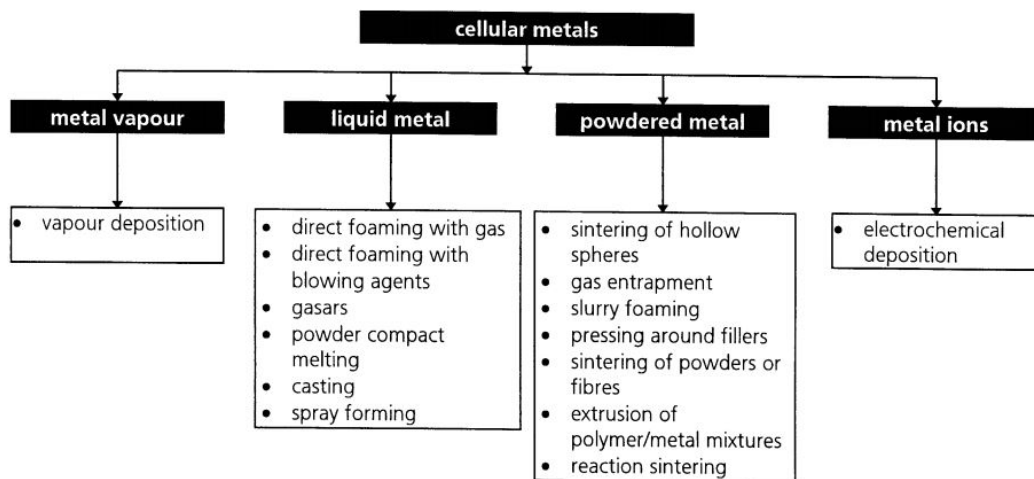 cellular metals
metal vapour
liquid metal
powdered metal
metal ions
• vapour deposition
• direct foaming with gas
• direct foaming with
blowing agents
• gasars
• powder compact
melting
• casting
• spray forming
• sintering of hollow
spheres
• gas entrapment
• slurry foaming
• pressing around fillers
• sintering of powders or
fibres
• extrusion of
polymer/metal mixtures
• reaction sintering
• electrochemical
deposition